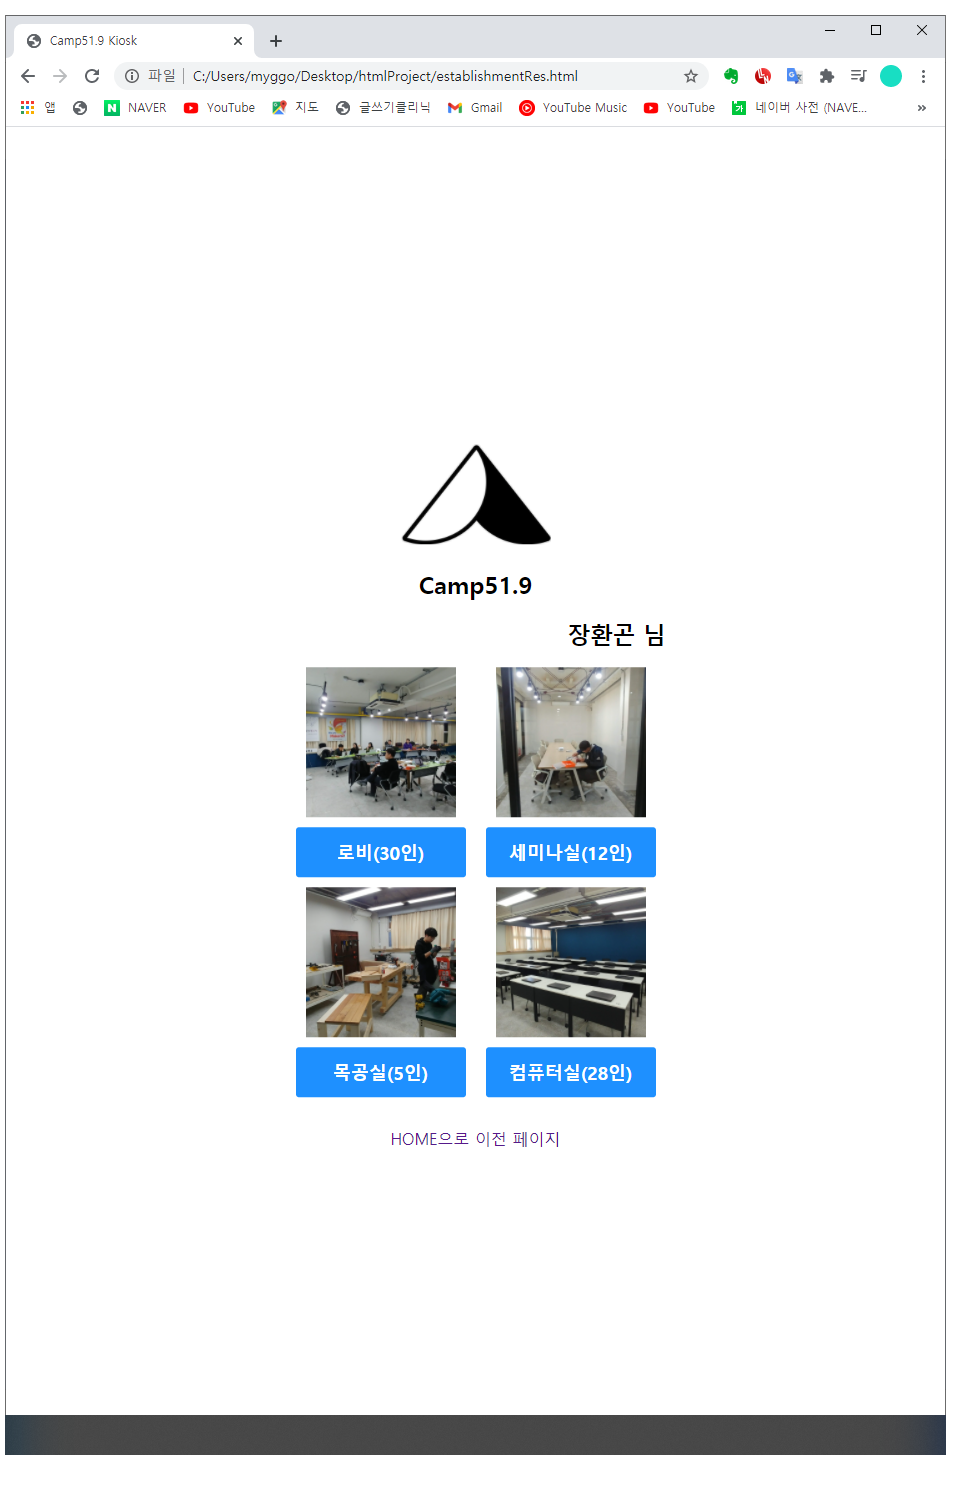 Camp51.9 Kiosk
파일 C:/Users/myggo/Desktop/htmlProject/establishmentRes.html
앱 NAVER YouTube 지도 글쓰기클리닉 Gmail YouTube Music YouTube 네이버 사전 (NAVE...
Camp51.9
장환곤 님
로비(30인) 세미나실(12인)
목공실(5인) 컴퓨터실(28인)
HOME으로 이전 페이지